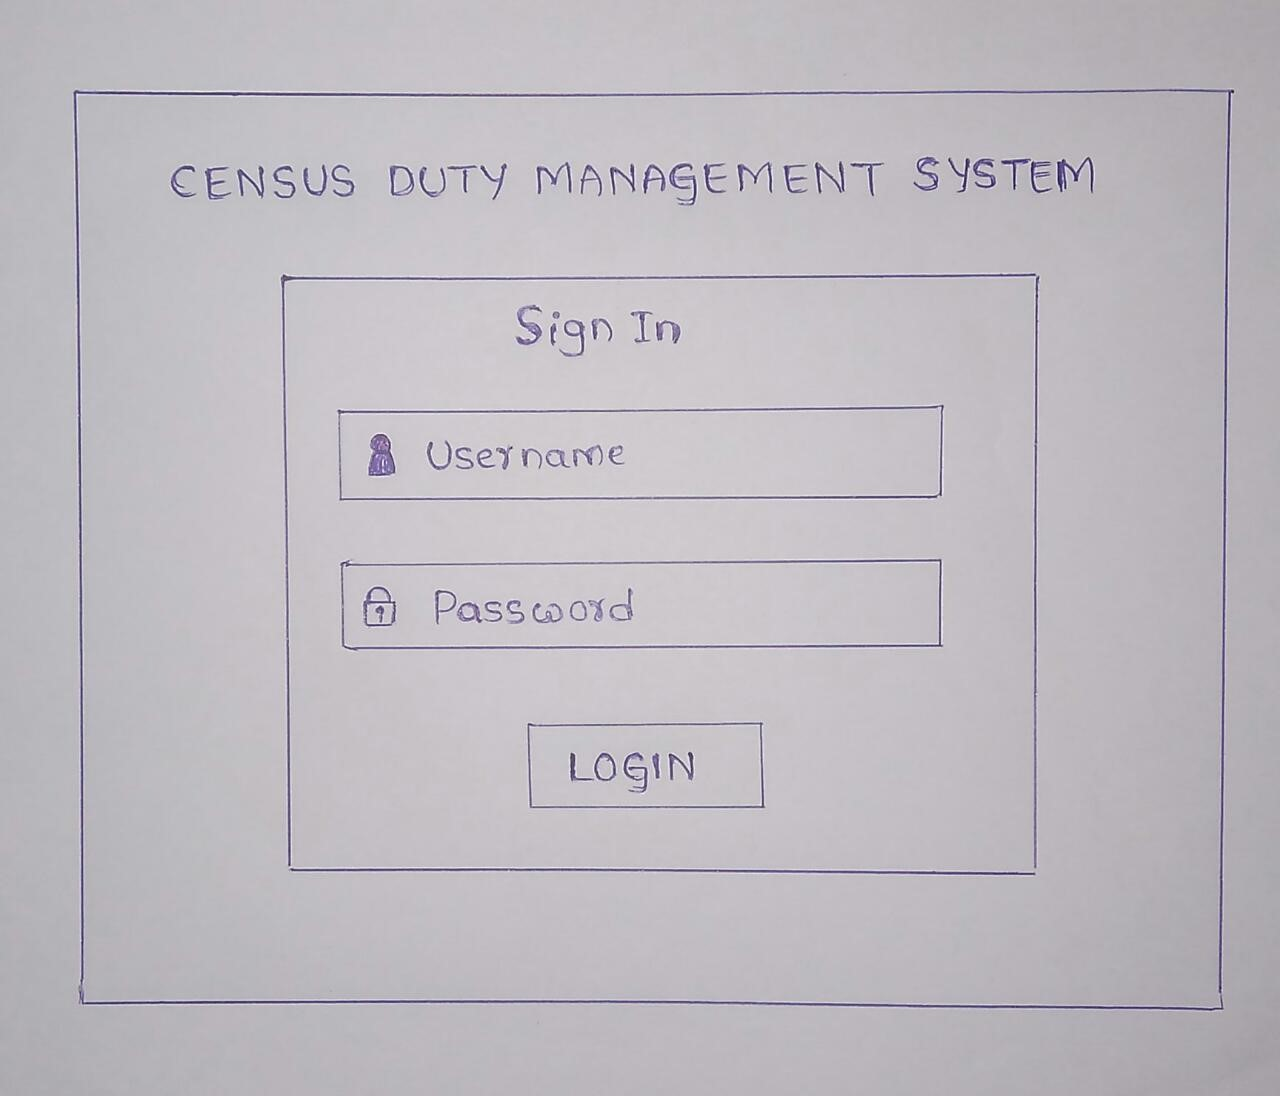 CENSUS DUTY MANAGEMENT SYSTEM
Sign In
Username
Password
LOGIN